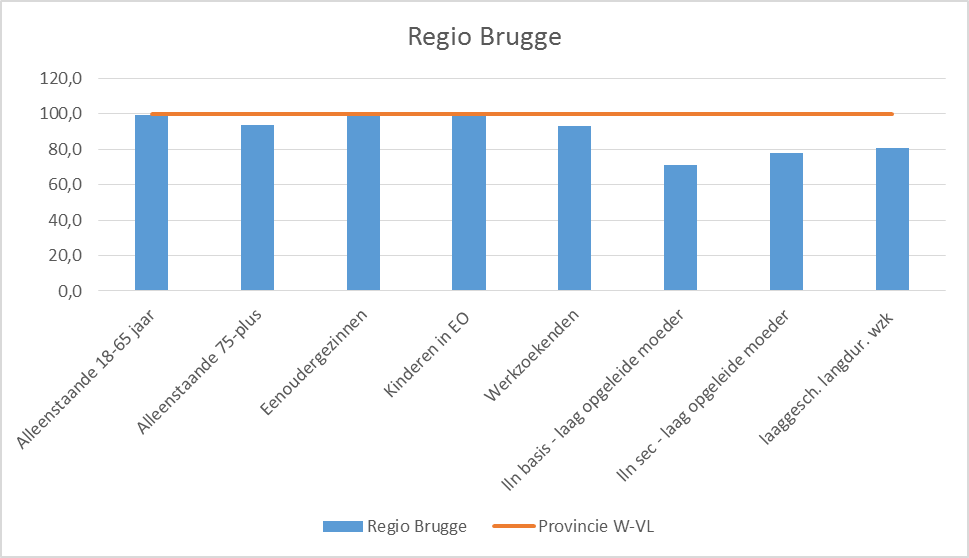 Regio Brugge
120,0
100,0
80,0
60,0
40,0
20,0
0,0
Alleenstaande 18-65 jaar
Alleenstaande 75-plus
Eenoudergezinnen
Kinderen in EO
Werkzoekenden
lln basis - laag opgeleide moeder
lln sec - laag opgeleide moeder
laaggesch. langdur. wzk
Regio Brugge
Provincie W-VL